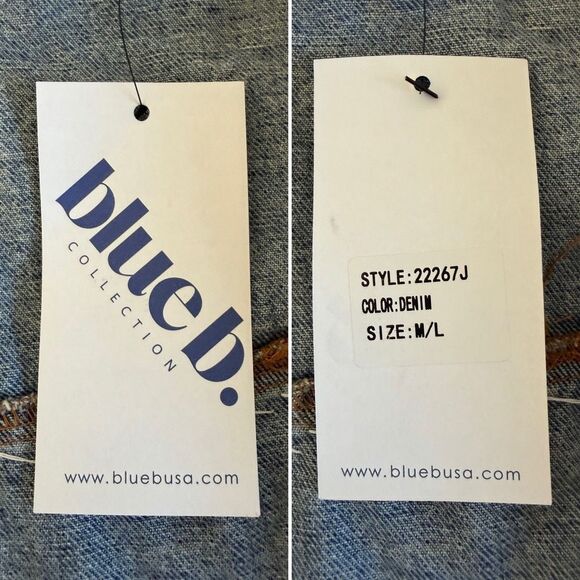 blue b.
COLLECTION
www.bluebusa.com
STYLE:22267J
COLOR:DENIM
SIZE:M/L
www.bluebusa.com